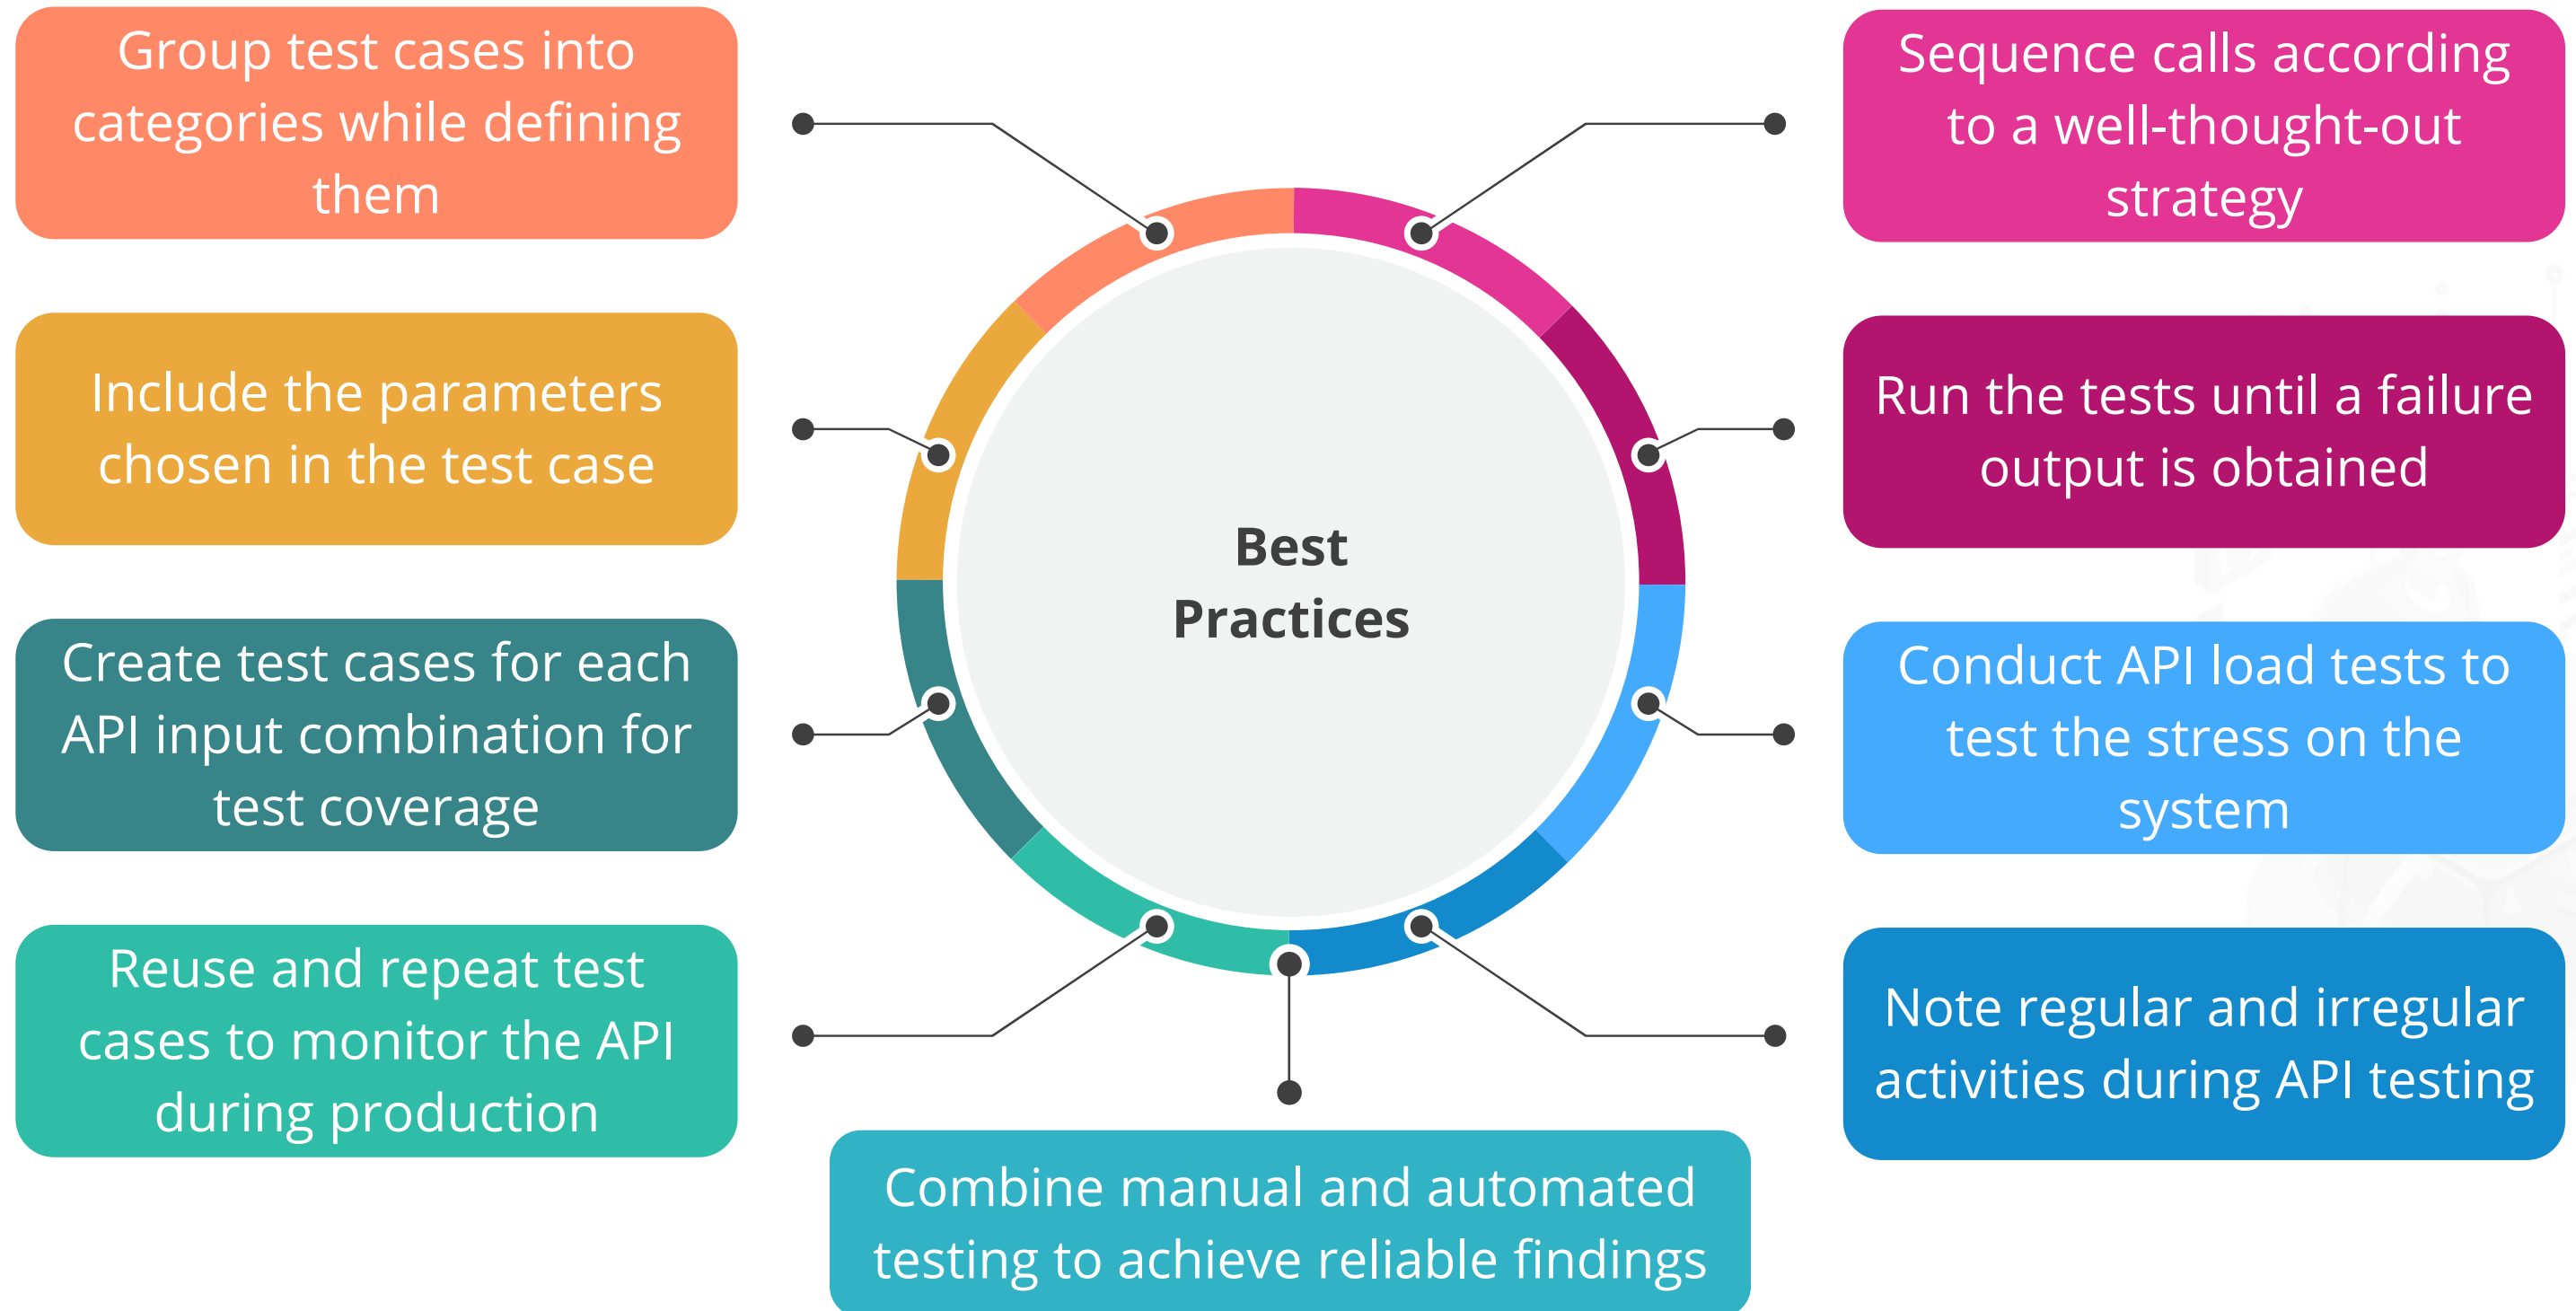 Group test cases into
categories while defining
them
Include the parameters
chosen in the test case
Create test cases for each
API input combination for
test coverage
Reuse and repeat test
cases to monitor the API
during production
Best
Practices
Sequence calls according
to a well-thought-out
strategy
Run the tests until a failure
output is obtained
Conduct API load tests to
test the stress on the
system
Note regular and irregular
activities during API testing
Combine manual and automated
testing to achieve reliable findings